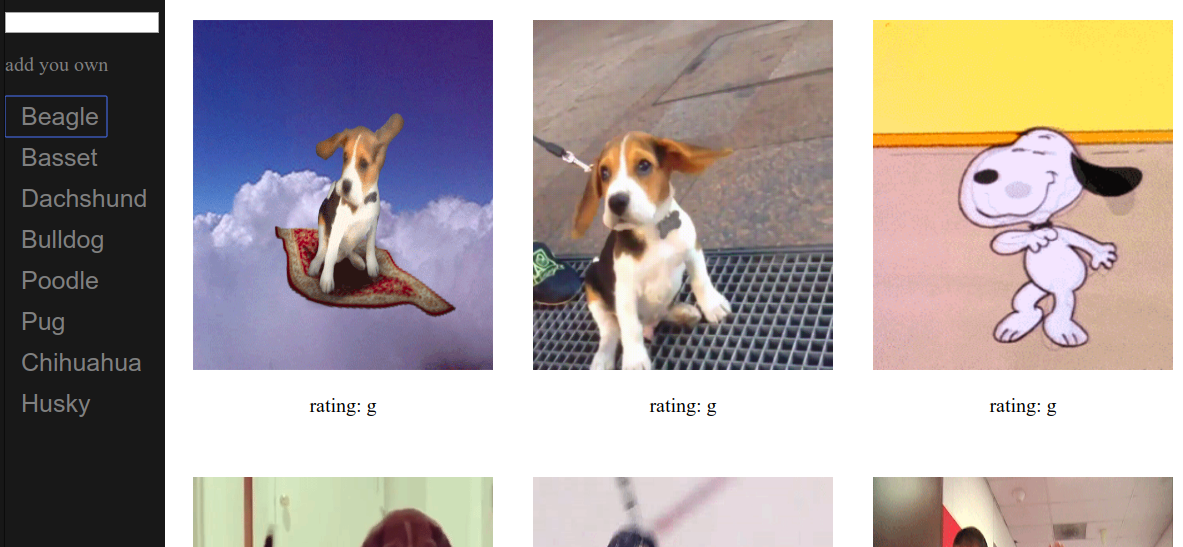 add you own
Beagle
Basset
Dachshund
Bulldog
Poodle
Pug
Chihuahua
Husky
rating: g
rating: g
rating: g